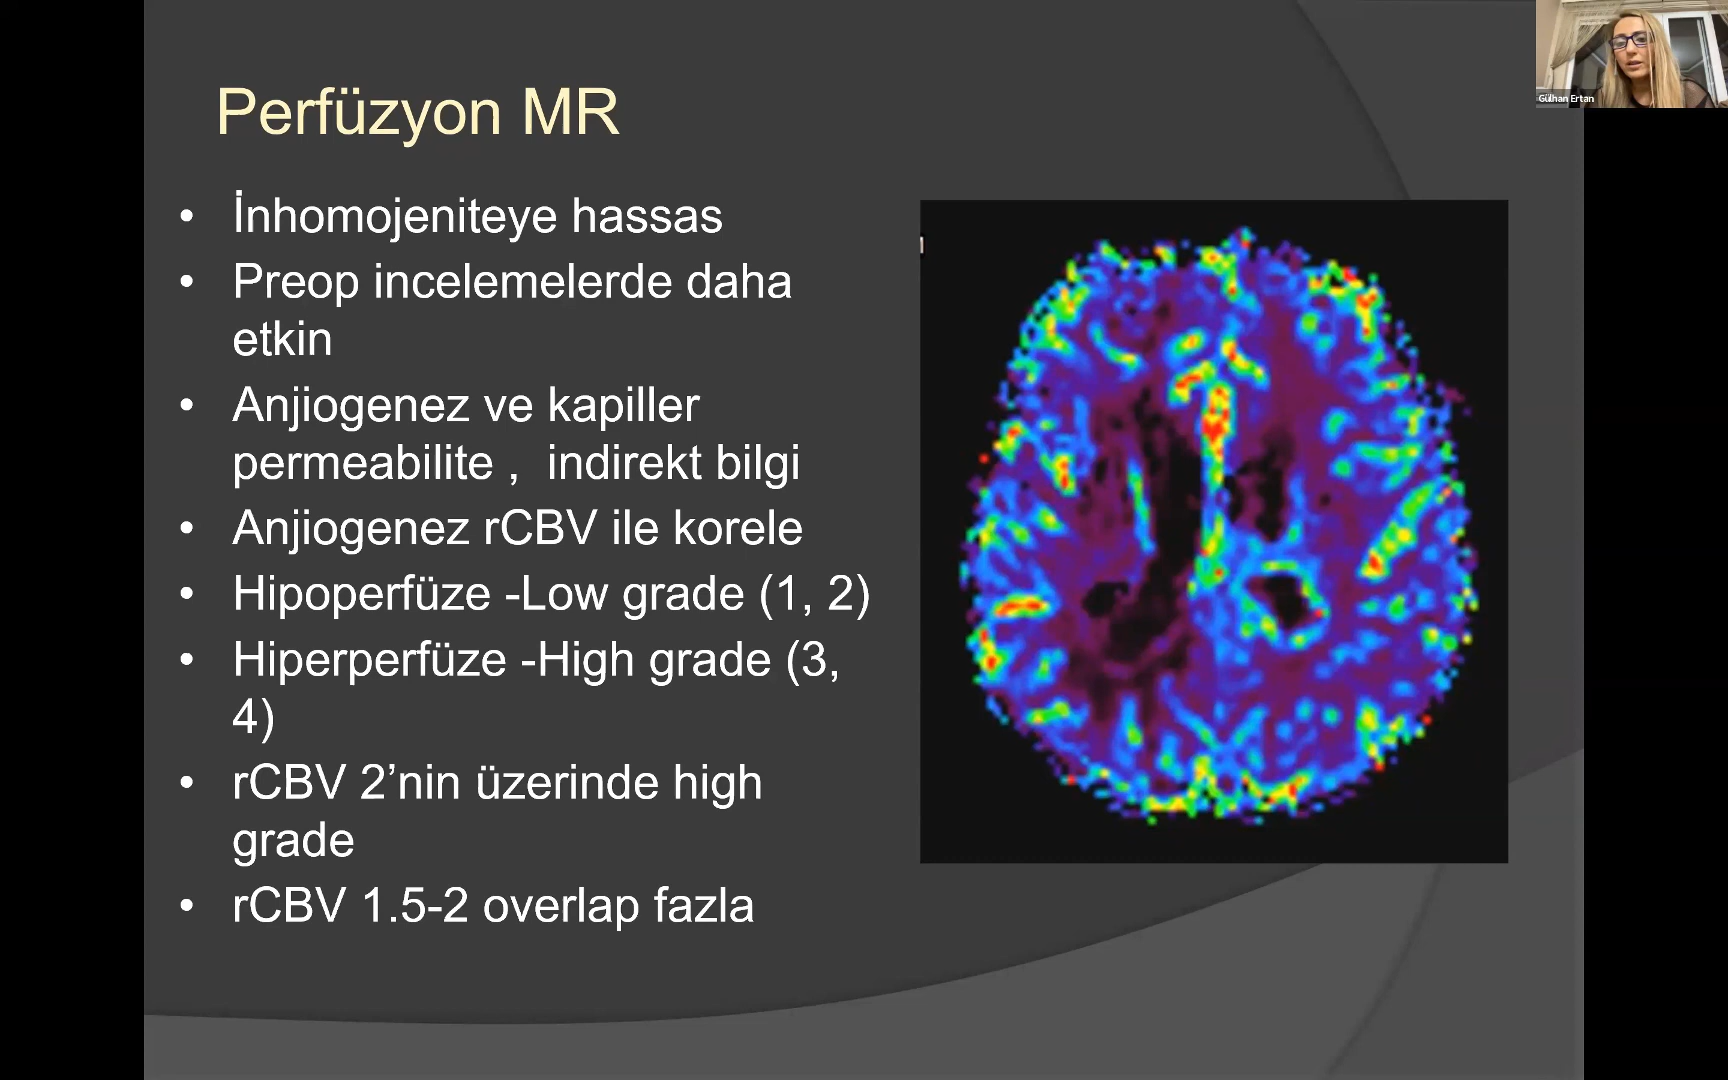 Perfüzyon MR
Gülhan Ertan
• İnhomojeniteye hassas
• Preop incelemelerde daha
etkin
• Anjiogenez ve kapiller
permeabilite , indirekt bilgi
• Anjiogenez rCBV ile korele
• Hipoperfüze -Low grade (1, 2)
• Hiperperfüze -High grade (3,
4)
• rCBV 2’nin üzerinde high
grade
• rCBV 1.5-2 overlap fazla